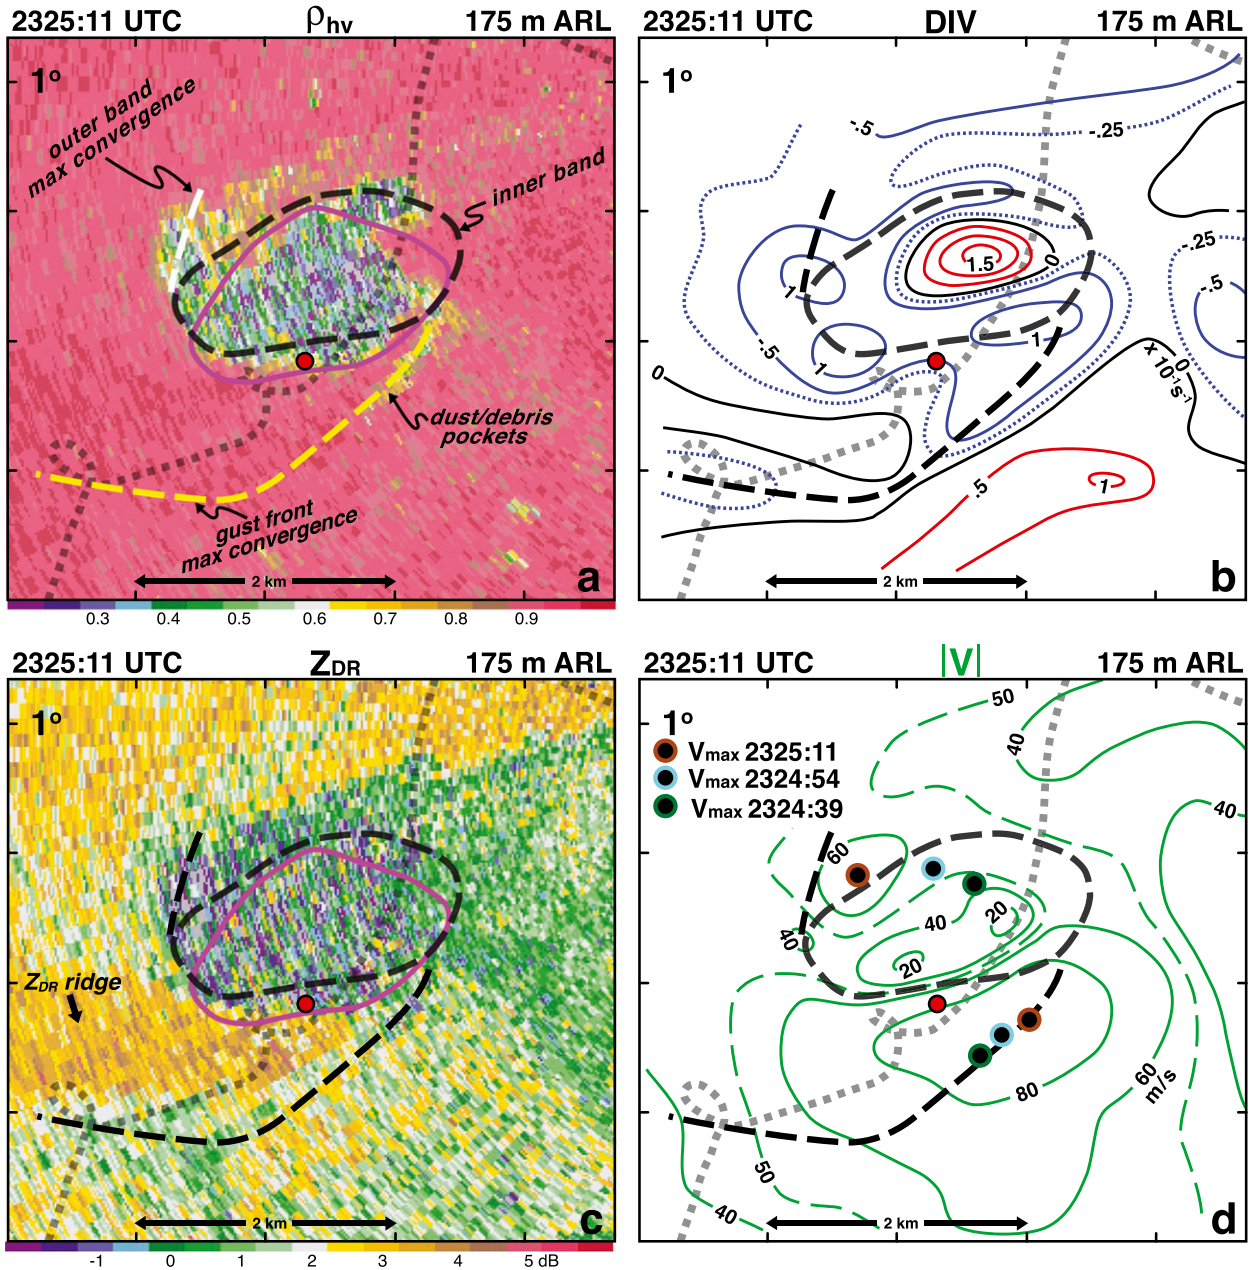 2325:11 UTC ρhv 175 m ARL
1º
outer band
max convergence
inner band
dust/debris
pockets
gust front
max convergence
2 km
a
0.3 0.4 0.5 0.6 0.7 0.8 0.9
2325:11 UTC DIV 175 m ARL
1º
-.5
-.25
-.25
-.5
0
1.5
1
-.5
1
1
0
0
x 10⁻¹s⁻¹
.5
1
2 km
b
2325:11 UTC ZDR 175 m ARL
1º
ZDR ridge
2 km
c
-1 0 1 2 3 4 5 dB
2325:11 UTC |V| 175 m ARL
1º
50
40
Vmax 2325:11
Vmax 2324:54
Vmax 2324:39
40
60
40
20
40
20
80
60
m/s
50
40
2 km
d